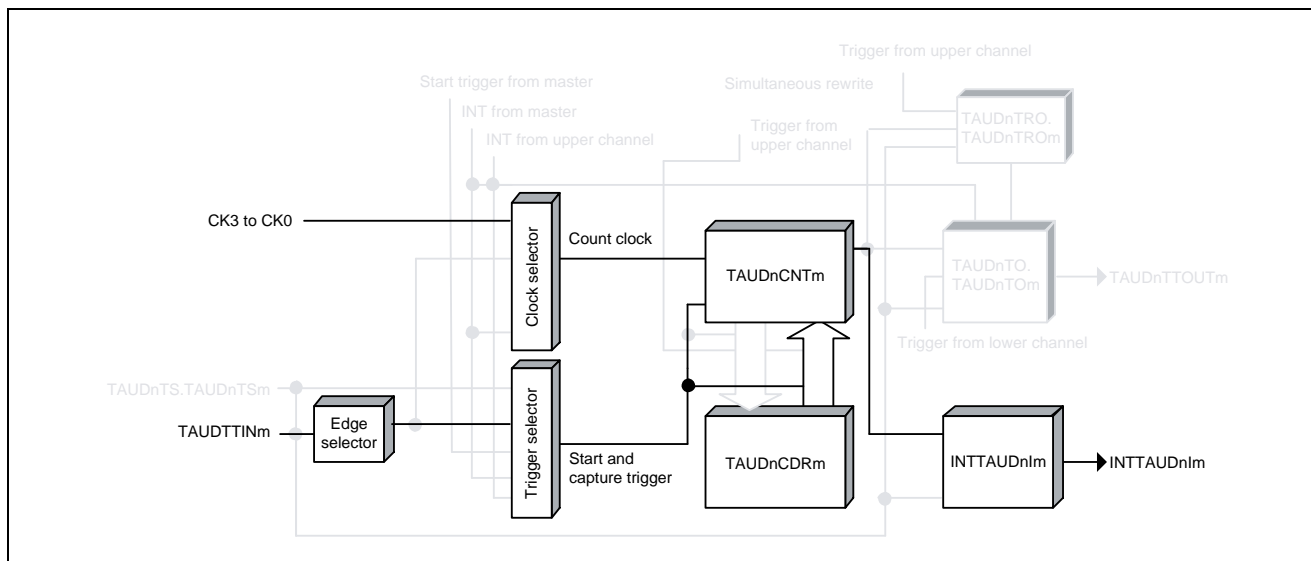 Trigger from upper channel
Start trigger from master
Simultaneous rewrite
INT from master
Trigger from
upper channel
INT from upper channel
TAUDnTRO.
TAUDnTROm
CK3 to CK0
Clock selector
Count clock
TAUDnCNTm
TAUDnTO.
TAUDnTOm
TAUDnTTOUTm
Trigger from lower channel
TAUDnTS.TAUDnTSm
TAUDTTINm
Edge
selector
Trigger selector
Start and
capture trigger
TAUDnCDRm
INTTAUDnIm
INTTAUDnIm